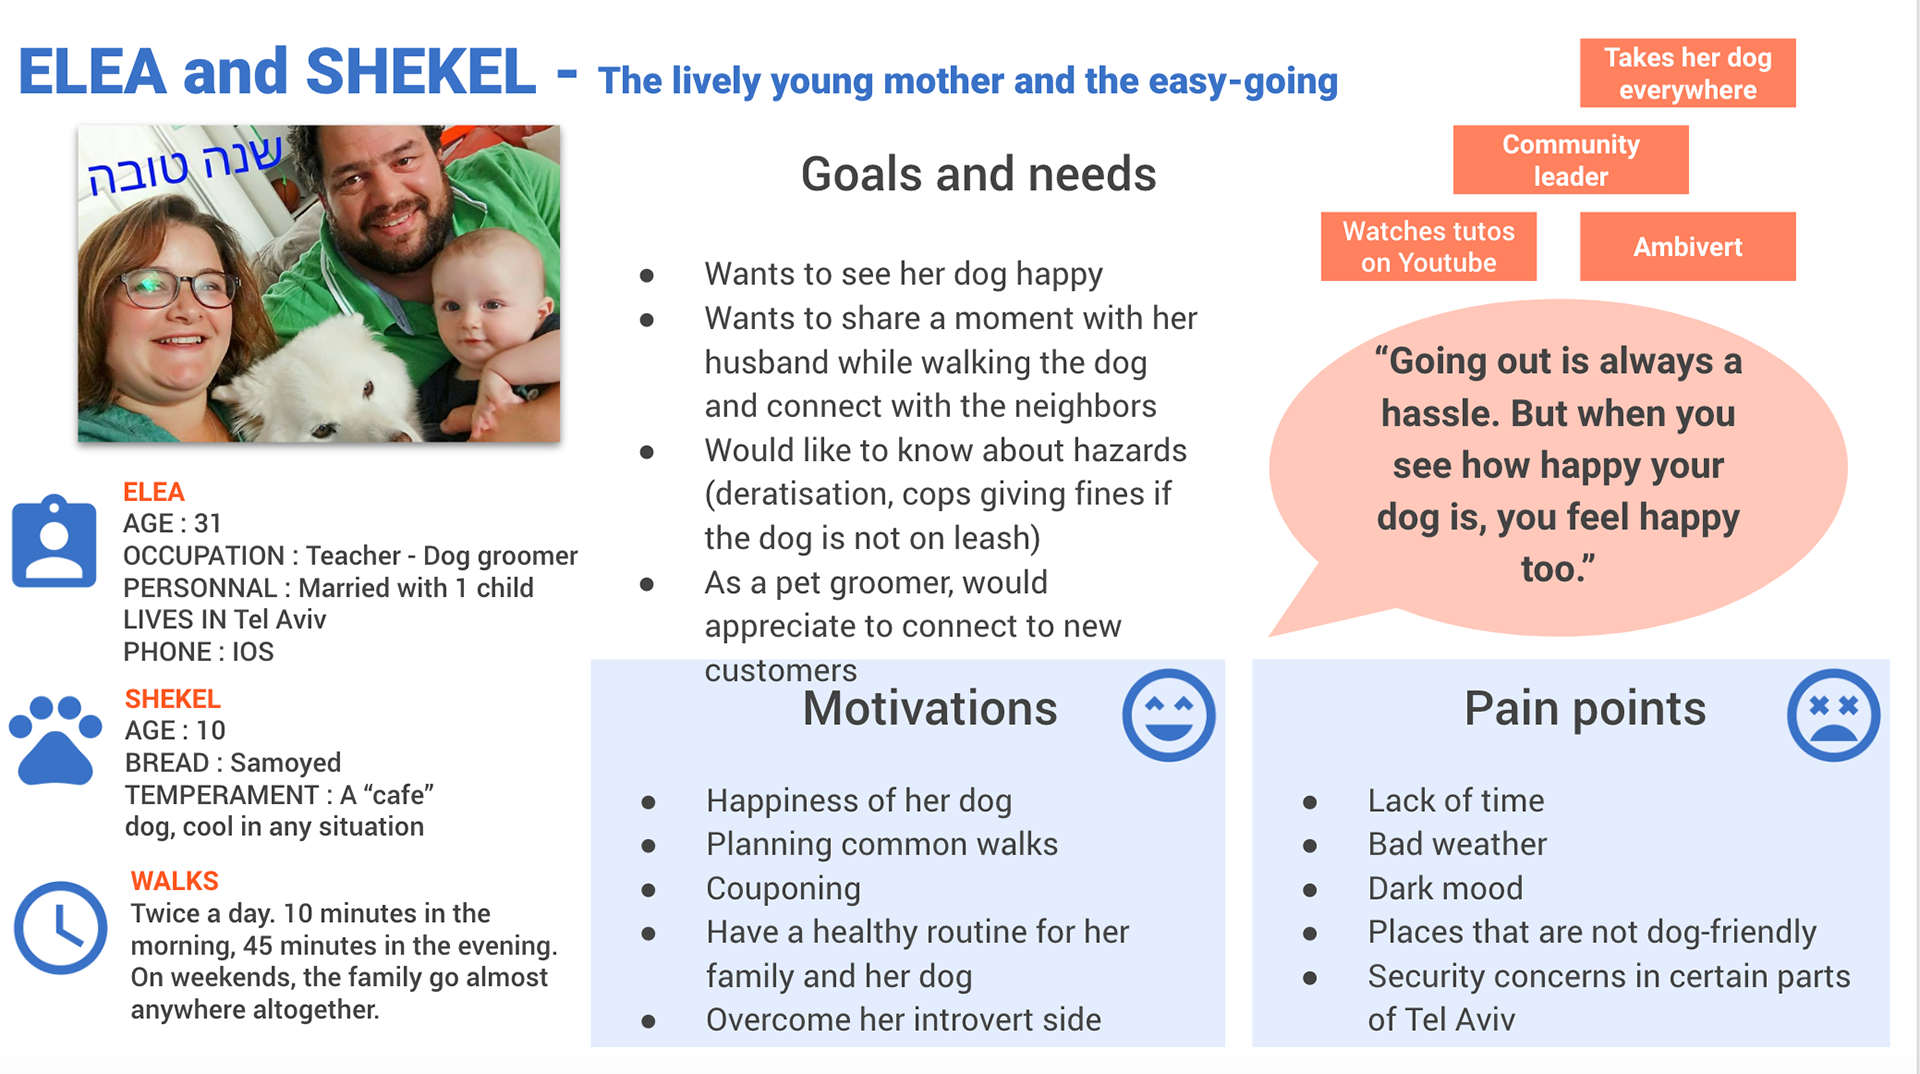 ELEA and SHEKEL - The lively young mother and the easy-going
שנה טובה
ELEA
AGE : 31
OCCUPATION : Teacher - Dog groomer
PERSONNAL : Married with 1 child
LIVES IN Tel Aviv
PHONE : IOS
SHEKEL
AGE : 10
BREAD : Samoyed
TEMPERAMENT : A “cafe”
dog, cool in any situation
WALKS
Twice a day. 10 minutes in the
morning, 45 minutes in the evening.
On weekends, the family go almost
anywhere altogether.
Goals and needs
● Wants to see her dog happy
● Wants to share a moment with her
husband while walking the dog
and connect with the neighbors
● Would like to know about hazards
(deratisation, cops giving fines if
the dog is not on leash)
● As a pet groomer, would
appreciate to connect to new
customers
Motivations
● Happiness of her dog
● Planning common walks
● Couponing
● Have a healthy routine for her
family and her dog
● Overcome her introvert side
Takes her dog
everywhere
Community
leader
Watches tutos
on Youtube
Ambivert
“Going out is always a
hassle. But when you
see how happy your
dog is, you feel happy
too.”
Pain points
● Lack of time
● Bad weather
● Dark mood
● Places that are not dog-friendly
● Security concerns in certain parts
of Tel Aviv